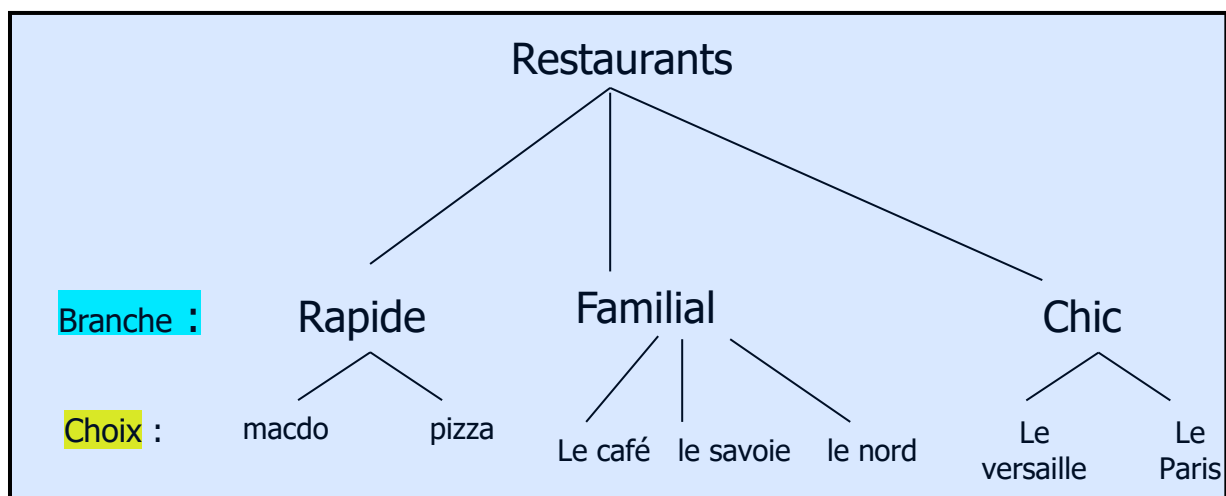 Restaurants
Branche : Rapide Familial Chic
Choix : macdo pizza Le café le savoie le nord Le versaille Le Paris